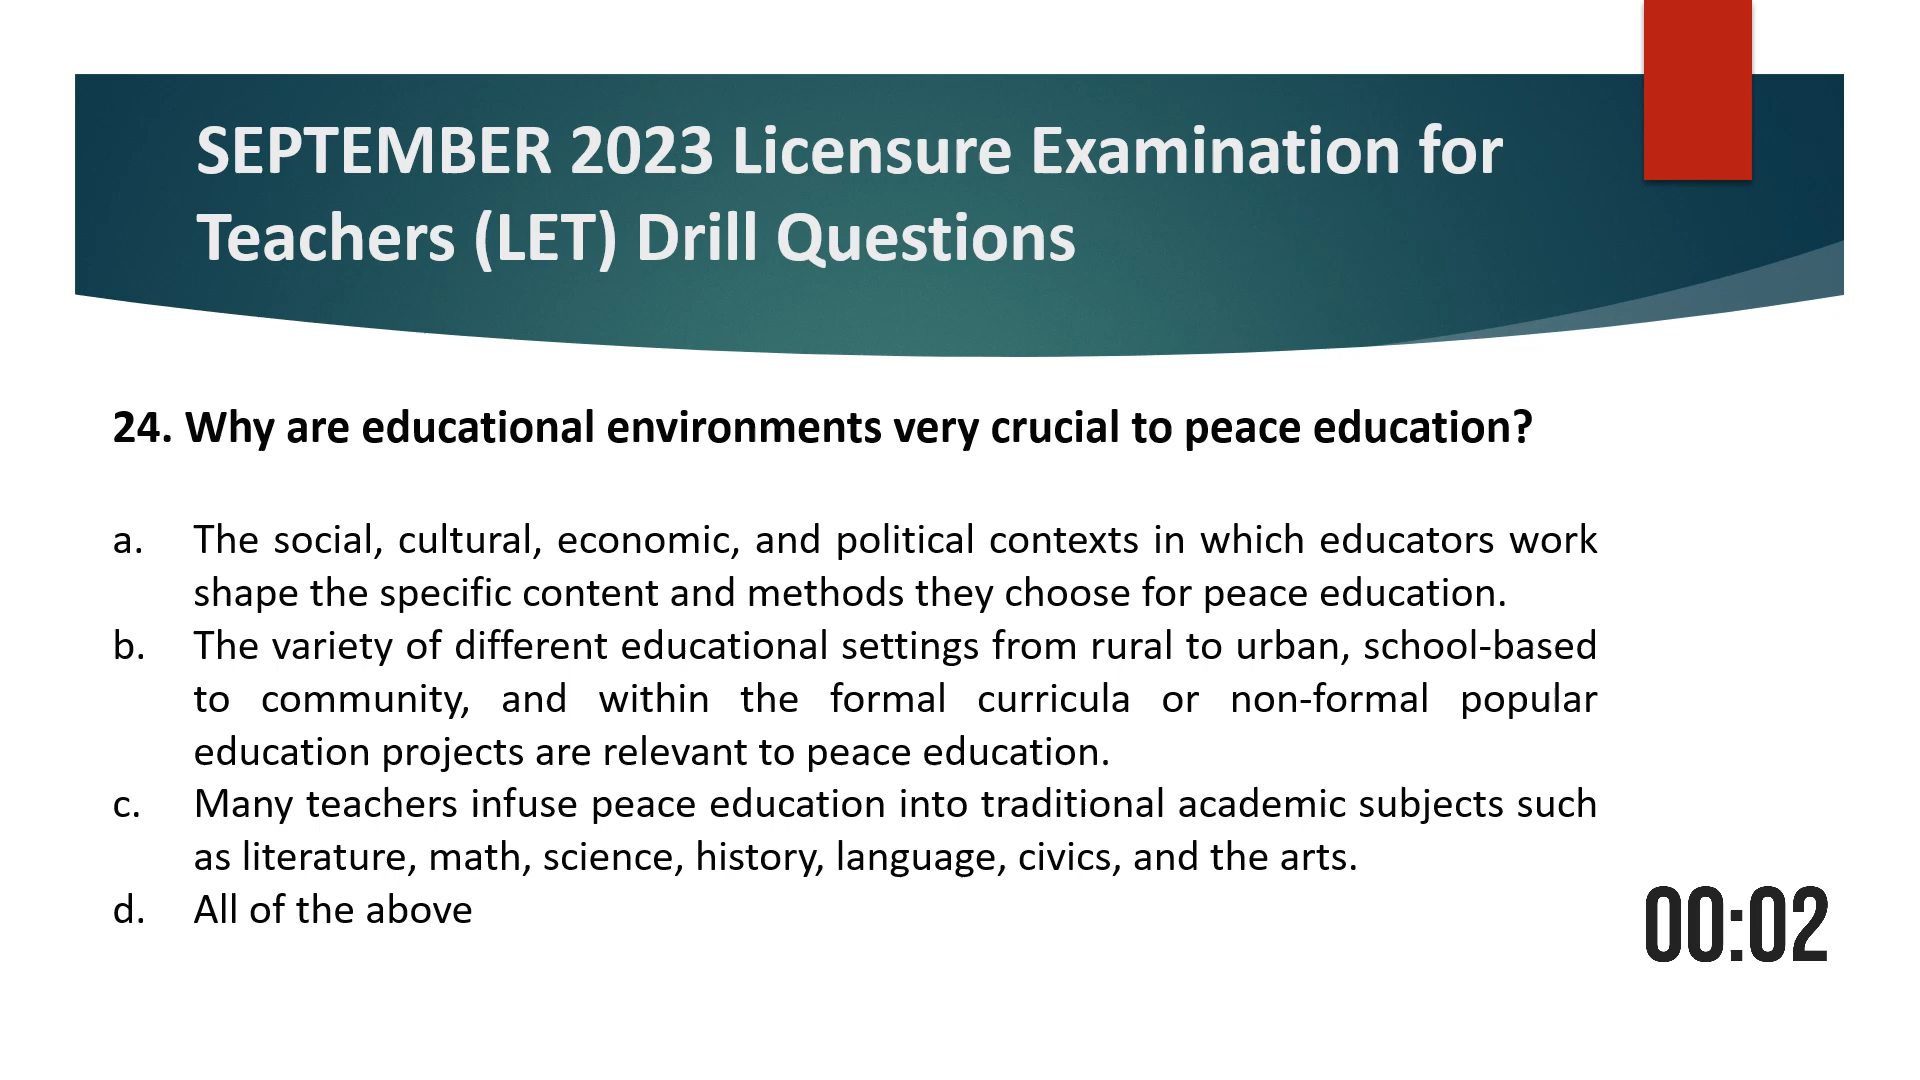 SEPTEMBER 2023 Licensure Examination for
Teachers (LET) Drill Questions
24. Why are educational environments very crucial to peace education?
a. The social, cultural, economic, and political contexts in which educators work
shape the specific content and methods they choose for peace education.
b. The variety of different educational settings from rural to urban, school-based
to community, and within the formal curricula or non-formal popular
education projects are relevant to peace education.
c. Many teachers infuse peace education into traditional academic subjects such
as literature, math, science, history, language, civics, and the arts.
d. All of the above
00:02